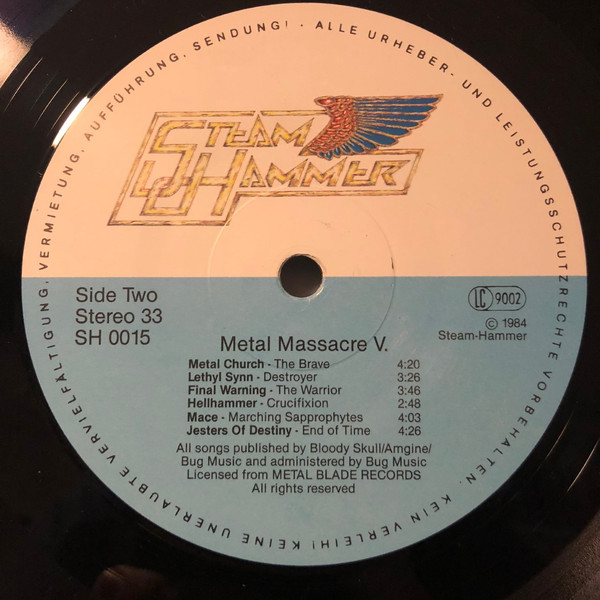 STEAM
HAMMER
Side Two
Stereo 33
SH 0015
LC 9002
© 1984
Steam-Hammer
Metal Massacre V.
Metal Church - The Brave 4:20
Lethyl Synn - Destroyer 3:26
Final Warning - The Warrior 3:46
Hellhammer - Crucifixion 2:48
Mace - Marching Sapprophytes 4:03
Jesters Of Destiny - End of Time 4:26
All songs published by Bloody Skull/Amgine/
Bug Music and administered by Bug Music
Licensed from METAL BLADE RECORDS
All rights reserved
ALLE URHEBER- UND LEISTUNGSSCHUTZRECHTE VORBEHALTEN. KEIN VERLEIH! KEINE UNERLAUBTE VERVIELFÄLTIGUNG, VERMIETUNG, AUFFÜHRUNG, SENDUNG! ·